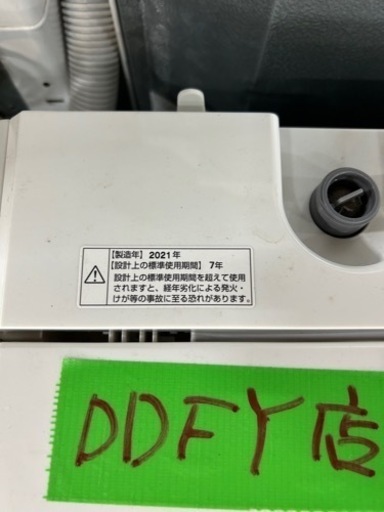 【製造年】2021年
【設計上の標準使用期間】7年
設計上の標準使用期間を超えて使用
されますと、経年劣化による発火・
けが等の事故に至る恐れがあります。
DDFY店